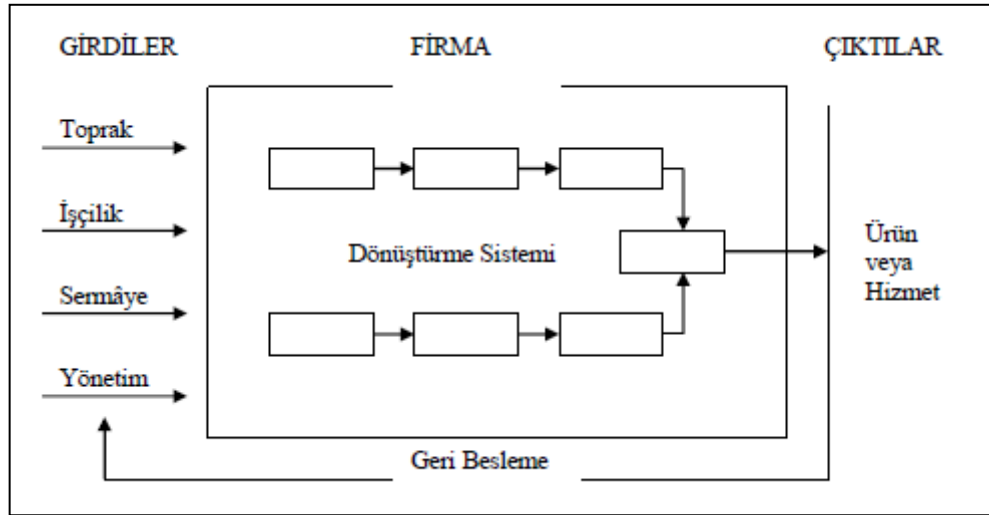 GİRDİLER
FİRMA
ÇIKTILAR
Toprak
İşçilik
Sermâye
Yönetim
Dönüştürme Sistemi
Ürün
veya
Hizmet
Geri Besleme